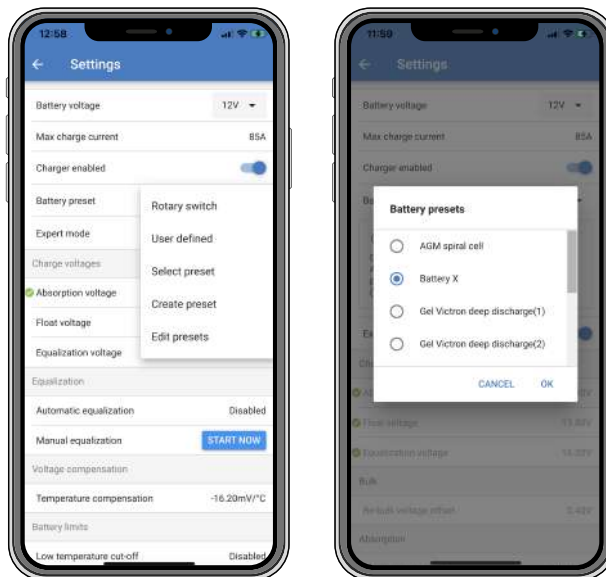 12:58
Settings
Battery voltage 12V
Max charge current 85A
Charger enabled
Battery preset
Expert mode
Rotary switch
User defined
Select preset
Create preset
Edit presets
Charge voltages
Absorption voltage
Float voltage
Equalization voltage
Equalization
Automatic equalization Disabled
Manual equalization START NOW
Voltage compensation
Temperature compensation -16.20mV/°C
Battery limits
Low temperature cut-off Disabled
11:59
Settings
Battery voltage 12V
Max charge current 85A
Charger enabled
Battery presets
AGM spiral cell
Battery X
Gel Victron deep discharge(1)
Gel Victron deep discharge(2)
CANCEL OK
Float voltage
Equalization voltage
Bulk
Re-bulk voltage offset
Absorption